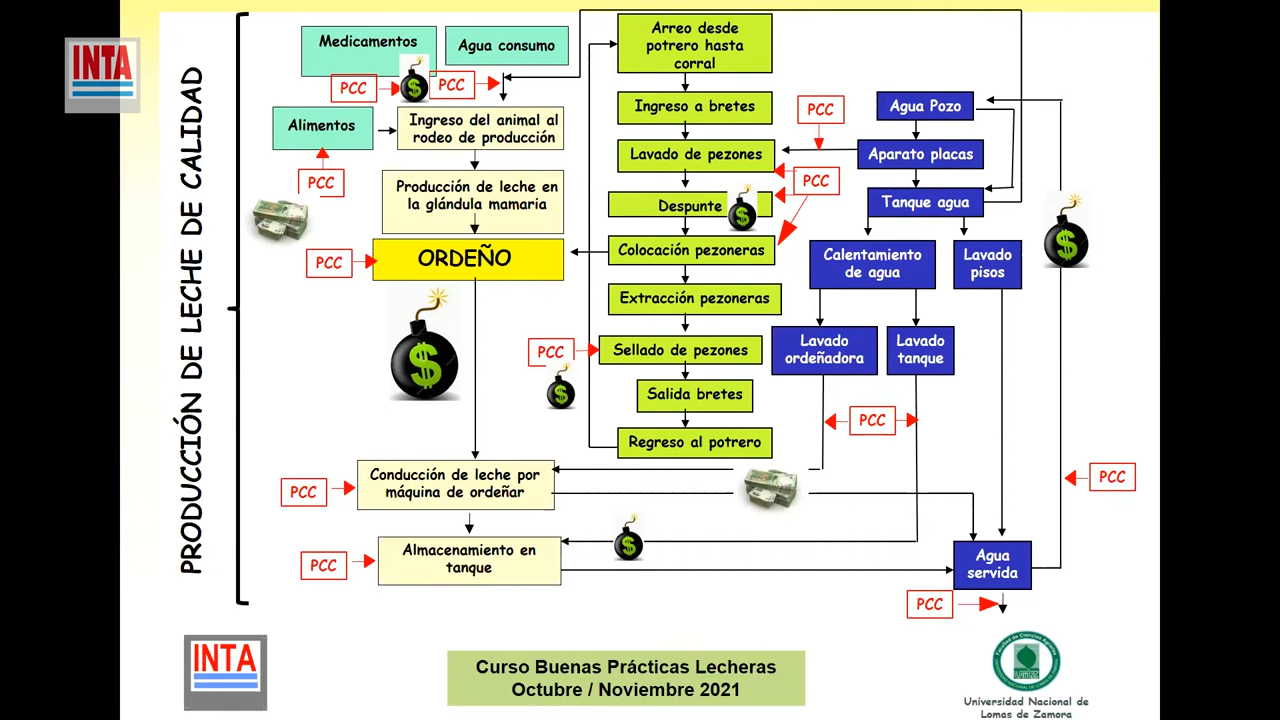 INTA
PRODUCCIÓN DE LECHE DE CALIDAD
Medicamentos
Agua consumo
PCC
PCC
Alimentos
PCC
Ingreso del animal al
rodeo de producción
Producción de leche en
la glándula mamaria
PCC
ORDEÑO
Conducción de leche por
máquina de ordeñar
PCC
Almacenamiento en
tanque
PCC
Arreo desde
potrero hasta
corral
Ingreso a bretes
Lavado de pezones
Despunte
Colocación pezoneras
Extracción pezoneras
PCC
Sellado de pezones
Salida bretes
Regreso al potrero
PCC
PCC
Agua Pozo
Aparato placas
Tanque agua
Calentamiento
de agua
Lavado
pisos
Lavado
ordeñadora
Lavado
tanque
PCC
PCC
Agua
servida
PCC
INTA
Curso Buenas Prácticas Lecheras
Octubre / Noviembre 2021
Universidad Nacional de
Lomas de Zamora